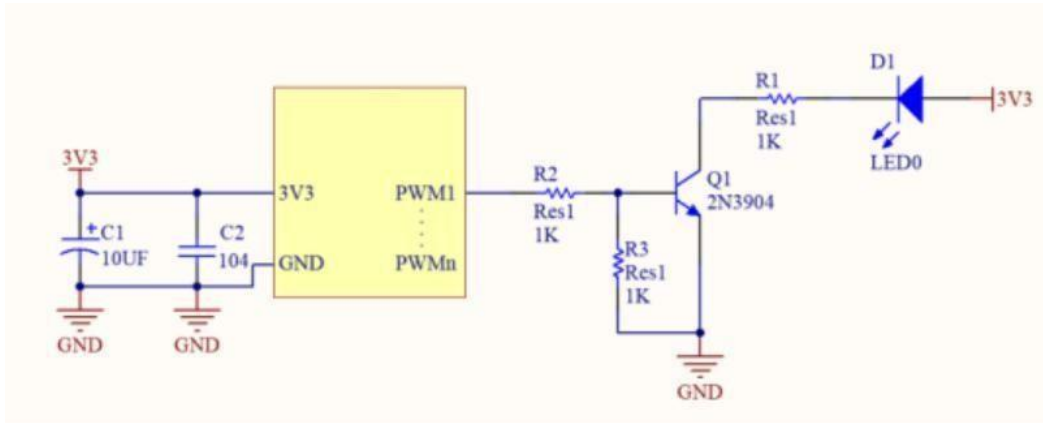 3V3
C1
10UF
C2
104
GND
GND
3V3
GND
PWM1
PWMn
R2
Res1
1K
R3
Res1
1K
Q1
2N3904
GND
R1
Res1
1K
D1
LED0
3V3